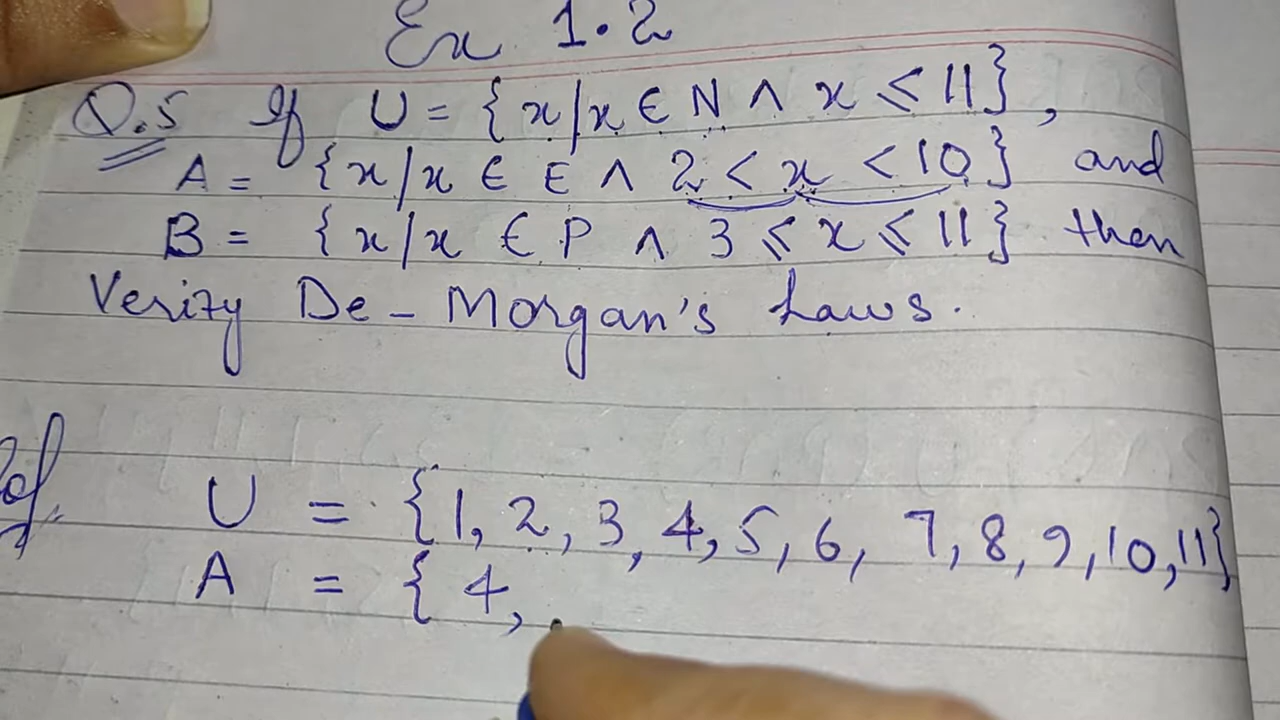 Ex 1.2
Q.5 If U = {x/x ∈ N ∧ x ≤ 11},
A = {x/x ∈ E ∧ 2 < x < 10} and
B = {x/x ∈ P ∧ 3 ≤ x ≤ 11} then
Verify De-Morgan's Laws.
Sol. U = {1, 2, 3, 4, 5, 6, 7, 8, 9, 10, 11}
A = { 4,